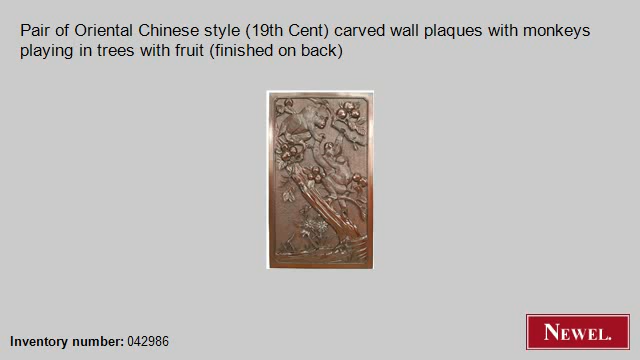 Pair of Oriental Chinese style (19th Cent) carved wall plaques with monkeys
playing in trees with fruit (finished on back)
Inventory number: 042986
NEWEL.